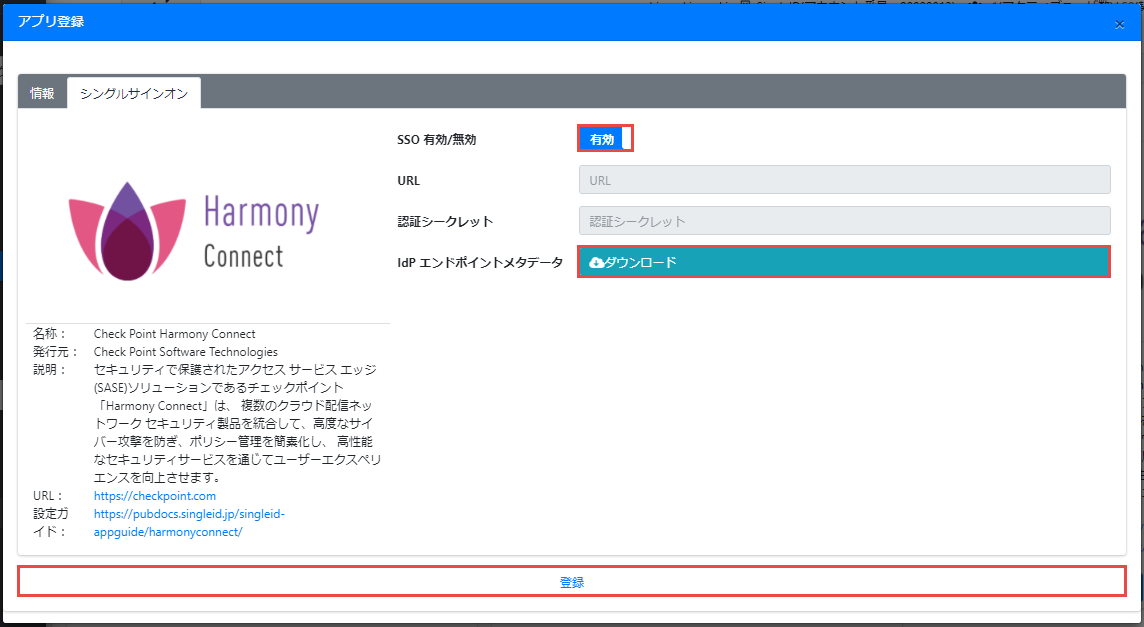 アプリ登録
×
情報
シングルサインオン
Harmony
Connect
SSO 有効/無効
有効
URL
URL
認証シークレット
認証シークレット
IdP エンドポイントメタデータ
ダウンロード
名称： Check Point Harmony Connect
発行元： Check Point Software Technologies
説明： セキュリティで保護されたアクセス サービス エッジ
(SASE)ソリューションであるチェックポイント
「Harmony Connect」は、 複数のクラウド配信ネッ
トワーク セキュリティ製品を統合して、高度なサイ
バー攻撃を防ぎ、ポリシー管理を簡素化し、 高性能
なセキュリティサービスを通じてユーザーエクスペリ
エンスを向上させます。
URL： https://checkpoint.com
設定ガ https://pubdocs.singleid.jp/singleid-
イド： appguide/harmonyconnect/
登録